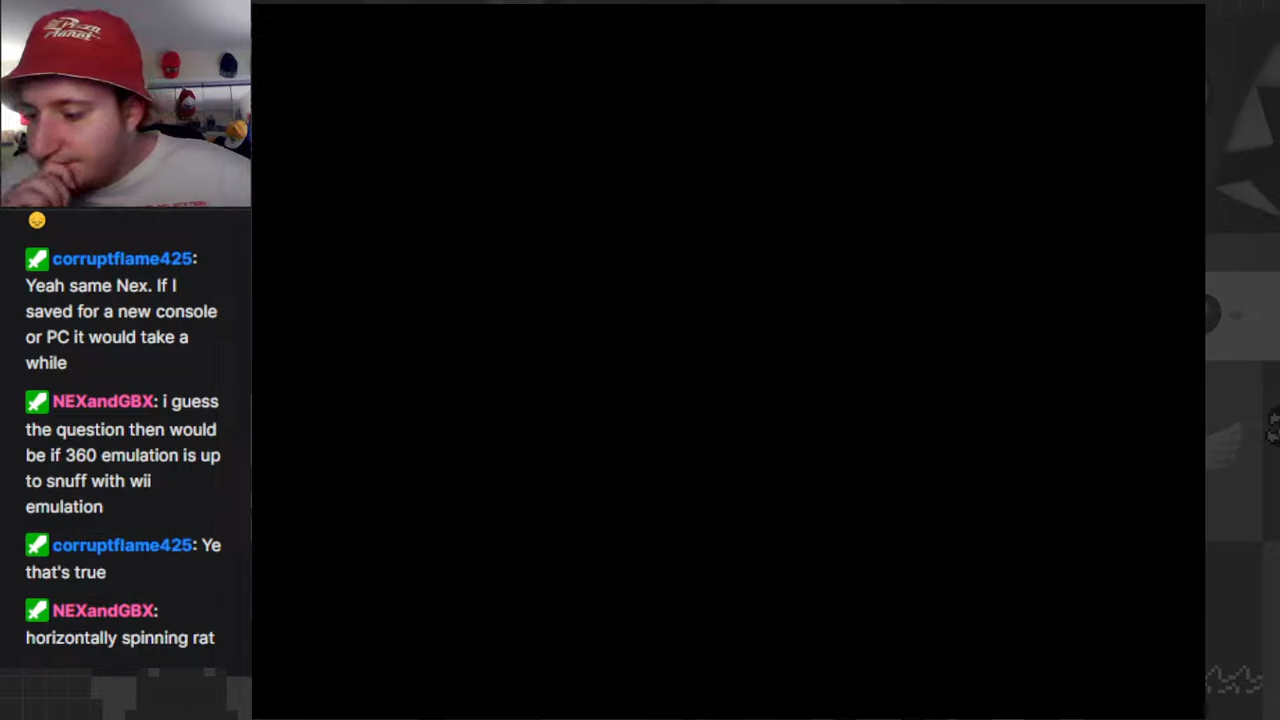 Pizza
Planet
corruptflame425:
Yeah same Nex. If I
saved for a new console
or PC it would take a
while
NEXandGBX: i guess
the question then would
be if 360 emulation is up
to snuff with wii
emulation
corruptflame425: Ye
that's true
NEXandGBX:
horizontally spinning rat